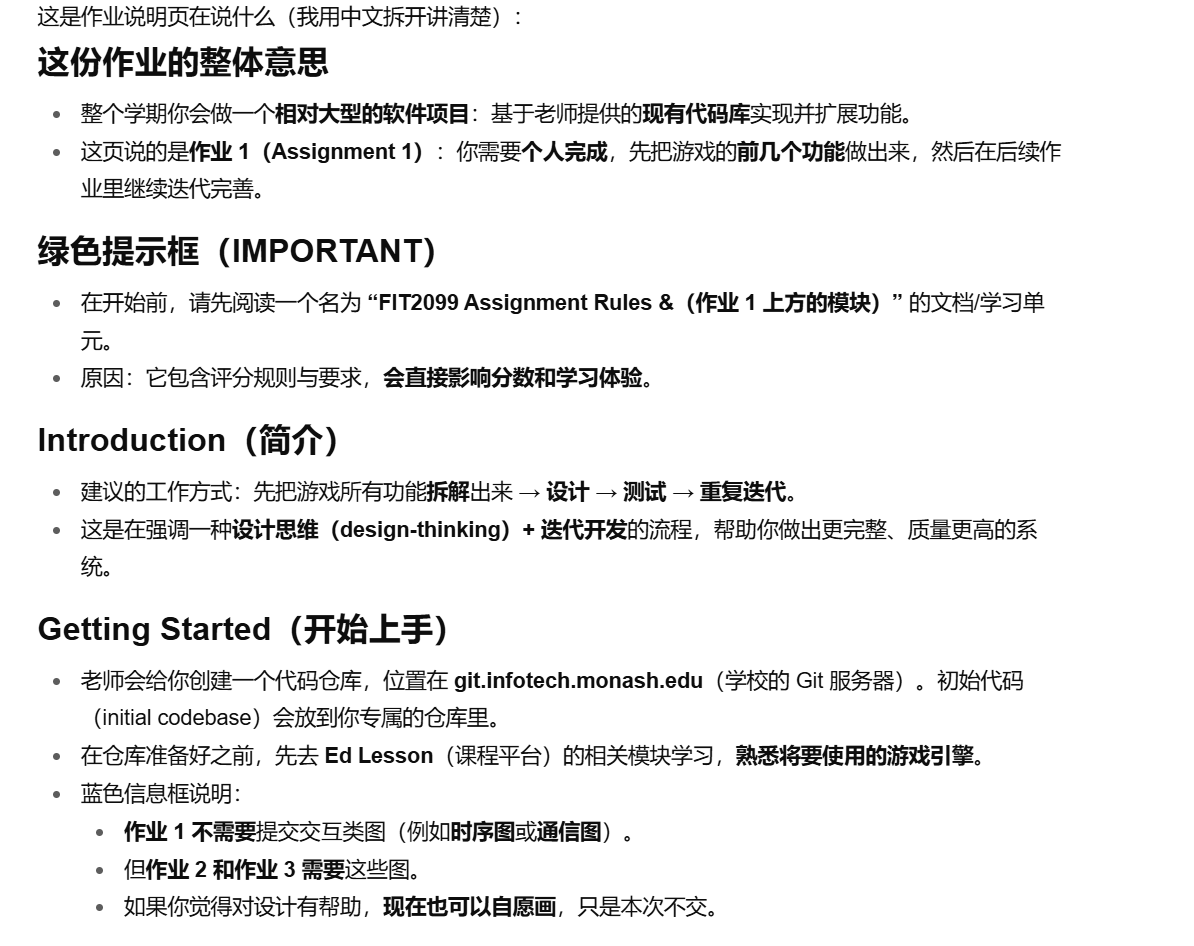 这是作业说明页在说什么（我用中文拆开讲清楚）：
这份作业的整体意思
• 整个学期你会做一个相对大型的软件项目：基于老师提供的现有代码库实现并扩展功能。
• 这页说的是作业 1（Assignment 1）：你需要个人完成，先把游戏的前几个功能做出来，然后在后续作
业里继续迭代完善。
绿色提示框（IMPORTANT）
• 在开始前，请先阅读一个名为 “FIT2099 Assignment Rules &（作业 1 上方的模块）” 的文档/学习单
元。
• 原因：它包含评分规则与要求，会直接影响分数和学习体验。
Introduction（简介）
• 建议的工作方式：先把游戏所有功能拆解出来 → 设计 → 测试 → 重复迭代。
• 这是在强调一种设计思维（design-thinking）+ 迭代开发的流程，帮助你做出更完整、质量更高的系
统。
Getting Started（开始上手）
• 老师会给你创建一个代码仓库，位置在 git.infotech.monash.edu（学校的 Git 服务器）。初始代码
（initial codebase）会放到你专属的仓库里。
• 在仓库准备好之前，先去 Ed Lesson（课程平台）的相关模块学习，熟悉将要使用的游戏引擎。
• 蓝色信息框说明：
• 作业 1 不需要提交交互类图（例如时序图或通信图）。
• 但作业 2 和作业 3 需要这些图。
• 如果你觉得对设计有帮助，现在也可以自愿画，只是本次不交。